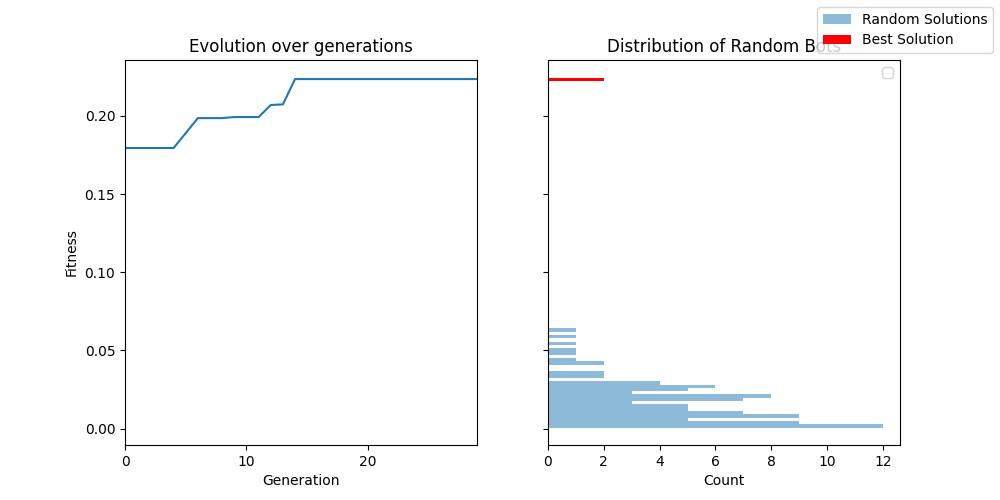 Random Solutions
Best Solution
Evolution over generations
Distribution of Random Bots
0.20
0.15
0.10
0.05
0.00
Fitness
0
10
20
Generation
0
2
4
6
8
10
12
Count